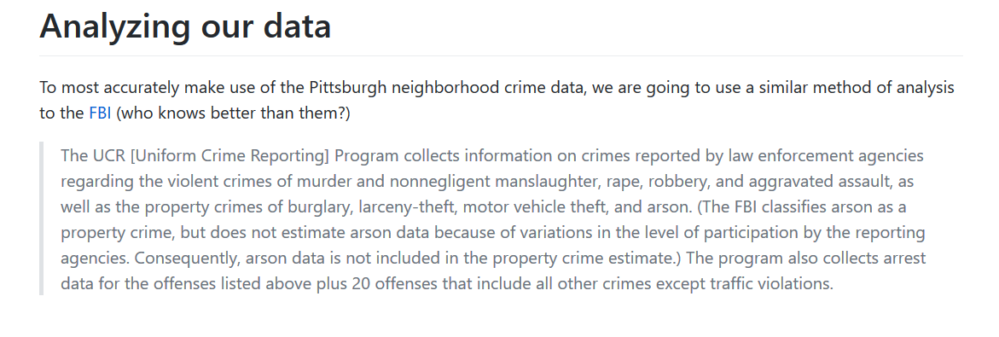 Analyzing our data
To most accurately make use of the Pittsburgh neighborhood crime data, we are going to use a similar method of analysis
to the FBI (who knows better than them?)
The UCR [Uniform Crime Reporting] Program collects information on crimes reported by law enforcement agencies
regarding the violent crimes of murder and nonnegligent manslaughter, rape, robbery, and aggravated assault, as
well as the property crimes of burglary, larceny-theft, motor vehicle theft, and arson. (The FBI classifies arson as a
property crime, but does not estimate arson data because of variations in the level of participation by the reporting
agencies. Consequently, arson data is not included in the property crime estimate.) The program also collects arrest
data for the offenses listed above plus 20 offenses that include all other crimes except traffic violations.